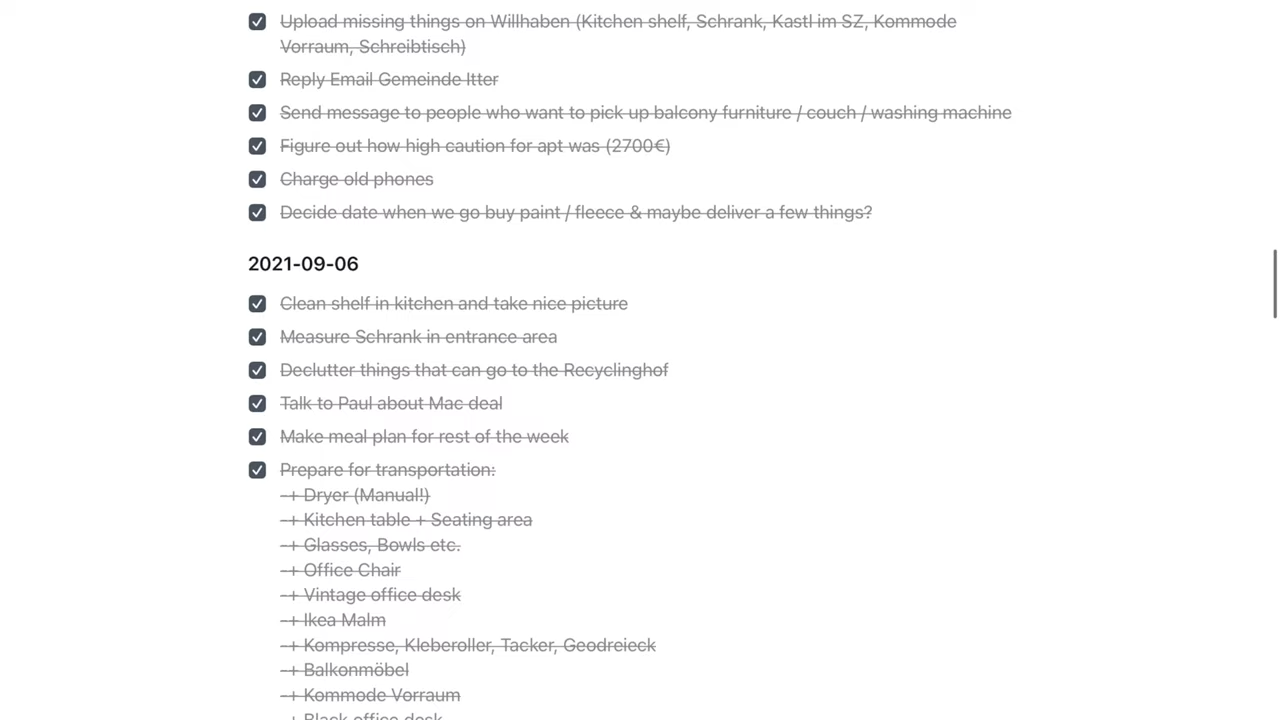 Upload missing things on Willhaben (Kitchen shelf, Schrank, Kastl im SZ, Kommode
Vorraum, Schreibtisch)
Reply Email Gemeinde Itter
Send message to people who want to pick up balcony furniture / couch / washing machine
Figure out how high caution for apt was (2700€)
Charge old phones
Decide date when we go buy paint / fleece & maybe deliver a few things?
2021-09-06
Clean shelf in kitchen and take nice picture
Measure Schrank in entrance area
Declutter things that can go to the Recyclinghof
Talk to Paul about Mac deal
Make meal plan for rest of the week
Prepare for transportation:
-+ Dryer (Manual!)
-+ Kitchen table + Seating area
-+ Glasses, Bowls etc.
-+ Office Chair
-+ Vintage office desk
-+ Ikea Malm
-+ Kompresse, Kleberoller, Tacker, Geodreieck
-+ Balkonmöbel
-+ Kommode Vorraum
-+ Black office desk